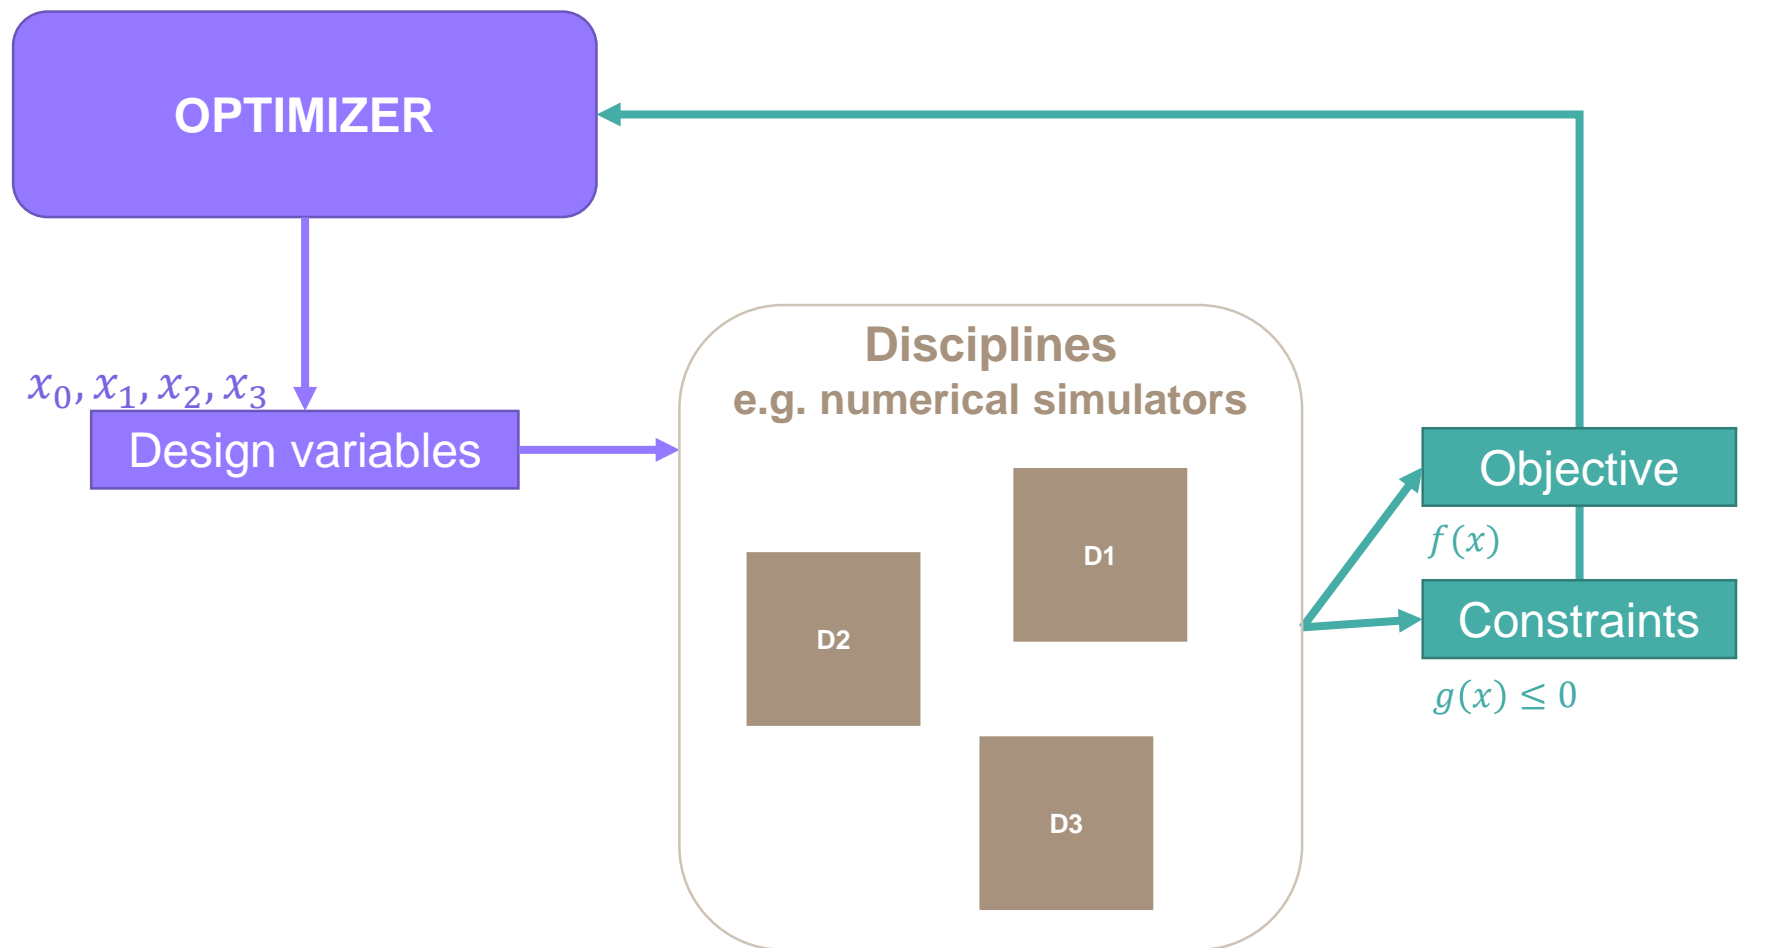 OPTIMIZER
x₀, x₁, x₂, x₃
Design variables
Disciplines
e.g. numerical simulators
D1
D2
D3
Objective
f(x)
Constraints
g(x) ≤ 0